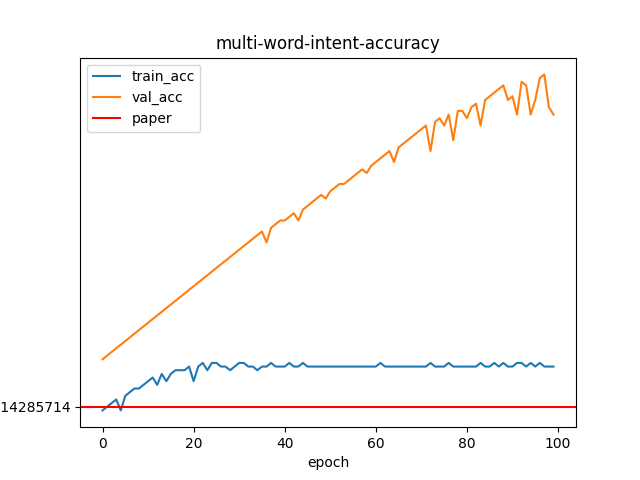 multi-word-intent-accuracy
train_acc
val_acc
paper
14285714
0
20
40
60
80
100
epoch